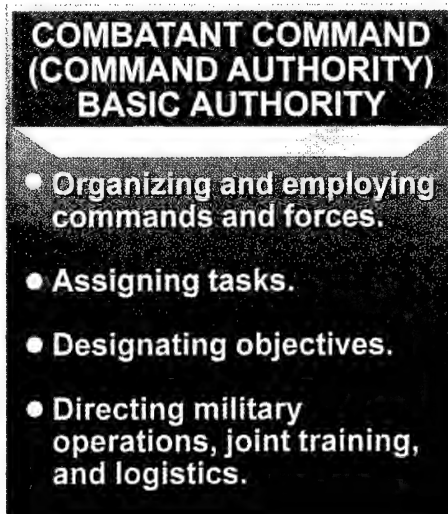 COMBATANT COMMAND
(COMMAND AUTHORITY)
BASIC AUTHORITY
● Organizing and employing
commands and forces.
● Assigning tasks.
● Designating objectives.
● Directing military
operations, joint training,
and logistics.